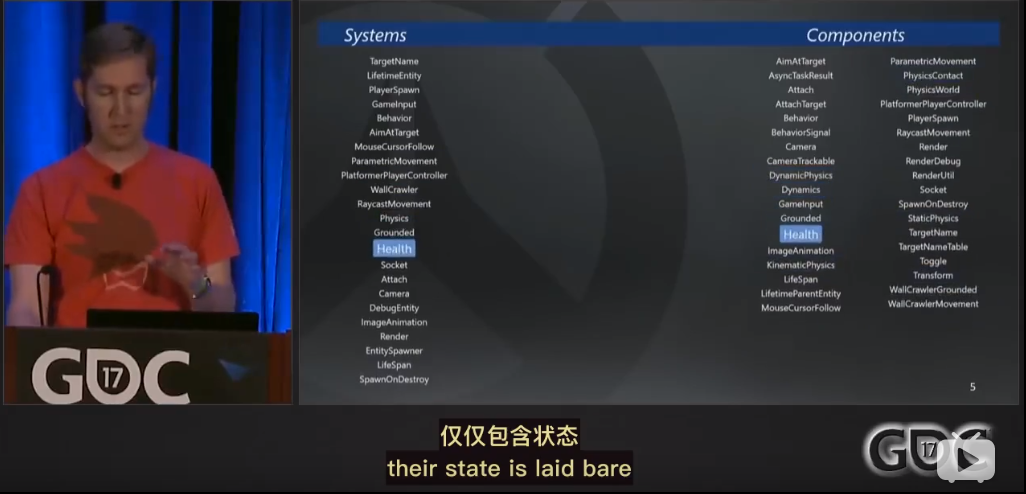 Systems
TargetName
LifetimeEntity
PlayerSpawn
GameInput
Behavior
AimAtTarget
MouseCursorFollow
ParametricMovement
PlatformerPlayerController
WallCrawler
RaycastMovement
Physics
Grounded
Health
Socket
Attach
Camera
DebugEntity
ImageAnimation
Render
EntitySpawner
LifeSpan
SpawnOnDestroy
Components
AimAtTarget
AsyncTaskResult
Attach
AttachTarget
Behavior
BehaviorSignal
Camera
CameraTrackable
DynamicPhysics
Dynamics
GameInput
Grounded
Health
ImageAnimation
KinematicPhysics
LifeSpan
LifetimeParentEntity
MouseCursorFollow
ParametricMovement
PhysicsContact
PhysicsWorld
PlatformerPlayerController
PlayerSpawn
RaycastMovement
Render
RenderDebug
RenderUtil
Socket
SpawnOnDestroy
StaticPhysics
TargetName
TargetNameTable
Toggle
Transform
WallCrawlerGrounded
WallCrawlerMovement
5
GDC
17
仅仅包含状态
their state is laid bare
GDC
17